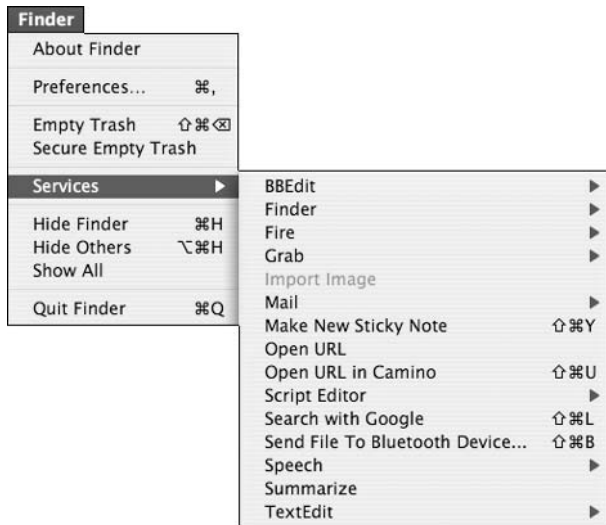 Finder
About Finder
Preferences... ⌘,
Empty Trash ⇧⌘⌫
Secure Empty Trash
Services ▶
Hide Finder ⌘H
Hide Others ⌥⌘H
Show All
Quit Finder ⌘Q
BBEdit ▶
Finder ▶
Fire ▶
Grab ▶
Import Image
Mail ▶
Make New Sticky Note ⇧⌘Y
Open URL
Open URL in Camino ⇧⌘U
Script Editor ▶
Search with Google ⇧⌘L
Send File To Bluetooth Device... ⇧⌘B
Speech ▶
Summarize
TextEdit ▶